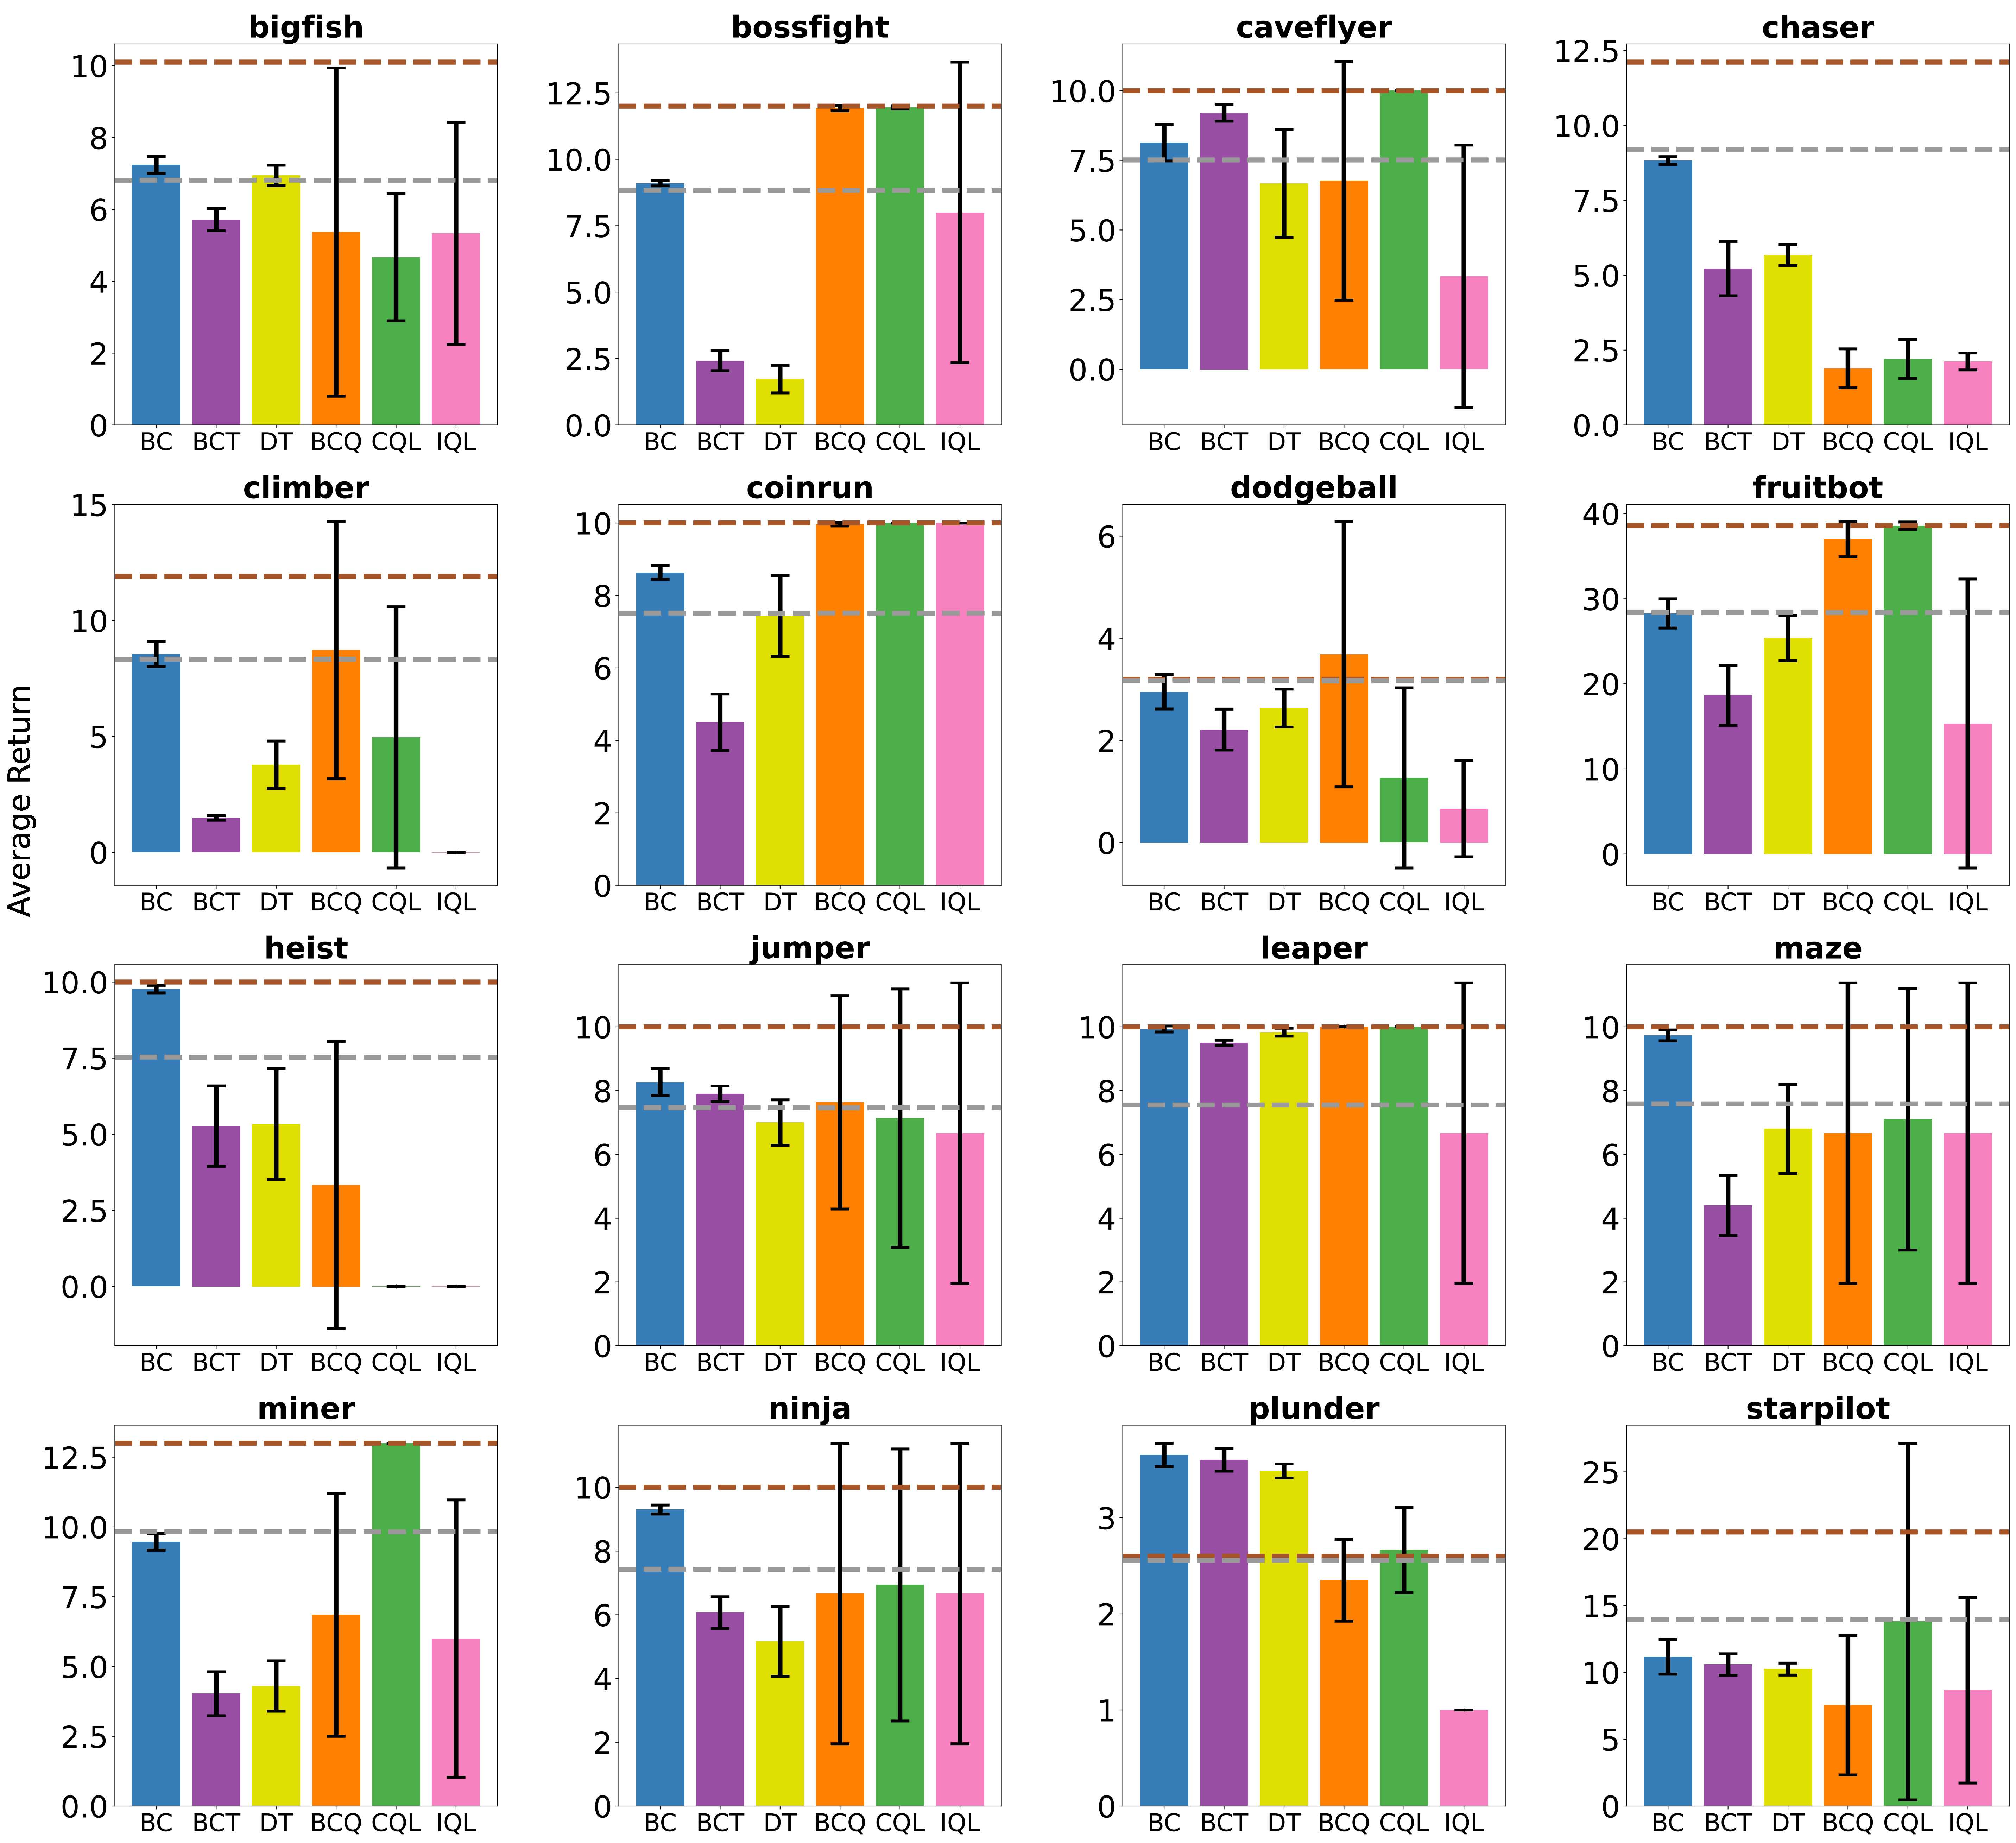 bigfish bossfight caveflyer chaser
10 8 6 4 2 0
BC BCT DT BCQ CQL IQL
12.5 10.0 7.5 5.0 2.5 0.0
BC BCT DT BCQ CQL IQL
10.0 7.5 5.0 2.5 0.0
BC BCT DT BCQ CQL IQL
12.5 10.0 7.5 5.0 2.5 0.0
BC BCT DT BCQ CQL IQL
Average Return
climber coinrun dodgeball fruitbot
15 10 5 0
BC BCT DT BCQ CQL IQL
10 8 6 4 2 0
BC BCT DT BCQ CQL IQL
6 4 2 0
BC BCT DT BCQ CQL IQL
40 30 20 10 0
BC BCT DT BCQ CQL IQL
heist jumper leaper maze
10.0 7.5 5.0 2.5 0.0
BC BCT DT BCQ CQL IQL
10 8 6 4 2 0
BC BCT DT BCQ CQL IQL
10 8 6 4 2 0
BC BCT DT BCQ CQL IQL
10 8 6 4 2 0
BC BCT DT BCQ CQL IQL
miner ninja plunder starpilot
12.5 10.0 7.5 5.0 2.5 0.0
BC BCT DT BCQ CQL IQL
10 8 6 4 2 0
BC BCT DT BCQ CQL IQL
3 2 1 0
BC BCT DT BCQ CQL IQL
25 20 15 10 5 0
BC BCT DT BCQ CQL IQL